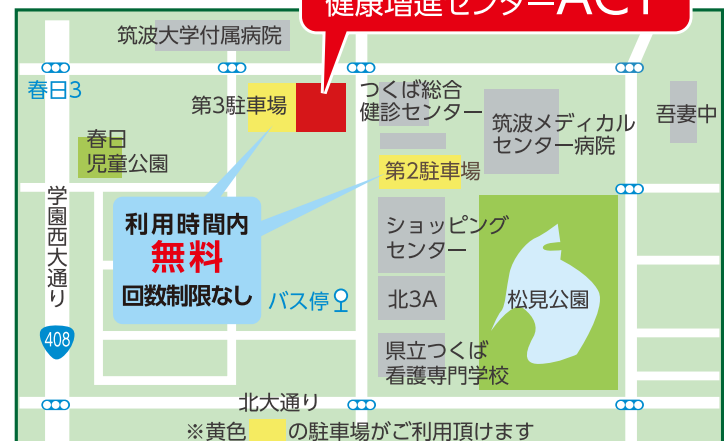 健康増進センターACT
筑波大学付属病院
春日3
第3駐車場
つくば総合
健診センター
筑波メディカル
センター病院
吾妻中
春日
児童公園
第2駐車場
学園西大通り
利用時間内
無料
回数制限なし
ショッピング
センター
バス停
北3A
松見公園
408
県立つくば
看護専門学校
北大通り
※黄色 の駐車場がご利用頂けます